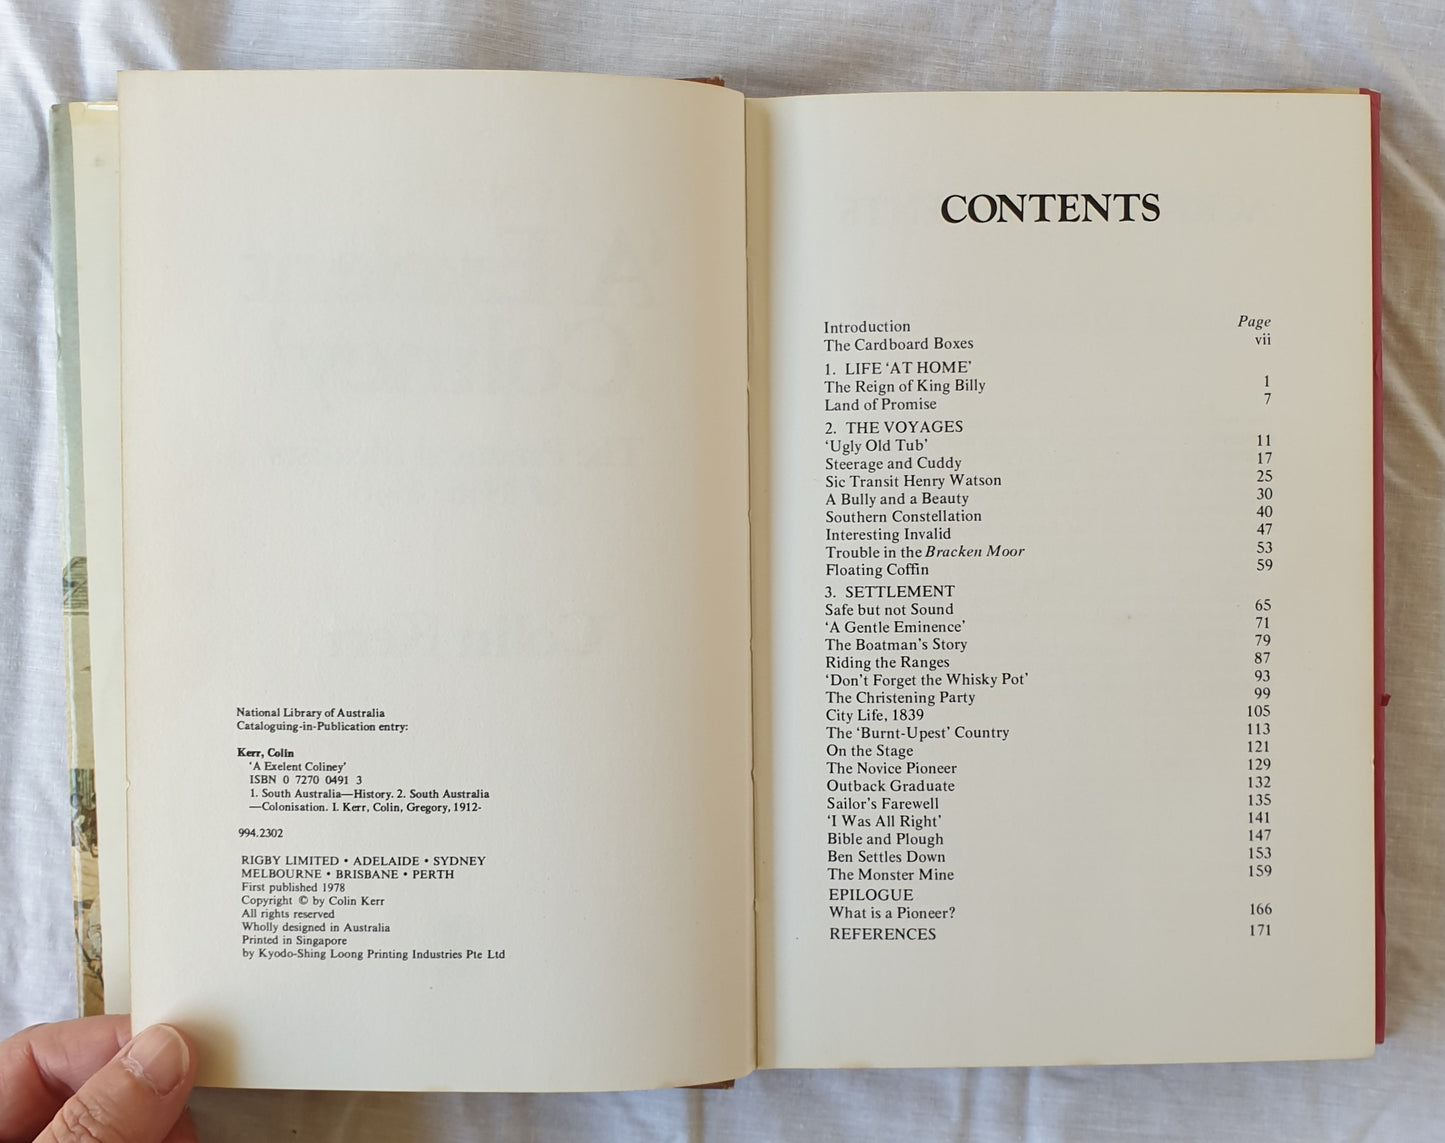 National Library of Australia
Cataloguing-in-Publication entry:
Kerr, Colin
'A Exelent Coliney'
ISBN 0 7270 0491 3
1. South Australia—History. 2. South Australia
—Colonisation. I. Kerr, Colin, Gregory, 1912-
994.2302
RIGBY LIMITED • ADELAIDE • SYDNEY
MELBOURNE • BRISBANE • PERTH
First published 1978
Copyright © by Colin Kerr
All rights reserved
Wholly designed in Australia
Printed in Singapore
by Kyodo-Shing Loong Printing Industries Pte Ltd
CONTENTS
Introduction Page
The Cardboard Boxes vii
1. LIFE 'AT HOME'
The Reign of King Billy 1
Land of Promise 7
2. THE VOYAGES
'Ugly Old Tub' 11
Steerage and Cuddy 17
Sic Transit Henry Watson 25
A Bully and a Beauty 30
Southern Constellation 40
Interesting Invalid 47
Trouble in the Bracken Moor 53
Floating Coffin 59
3. SETTLEMENT
Safe but not Sound 65
'A Gentle Eminence' 71
The Boatman's Story 79
Riding the Ranges 87
'Don't Forget the Whisky Pot' 93
The Christening Party 99
City Life, 1839 105
The 'Burnt-Upest' Country 113
On the Stage 121
The Novice Pioneer 129
Outback Graduate 132
Sailor's Farewell 135
'I Was All Right' 141
Bible and Plough 147
Ben Settles Down 153
The Monster Mine 159
EPILOGUE
What is a Pioneer? 166
REFERENCES 171